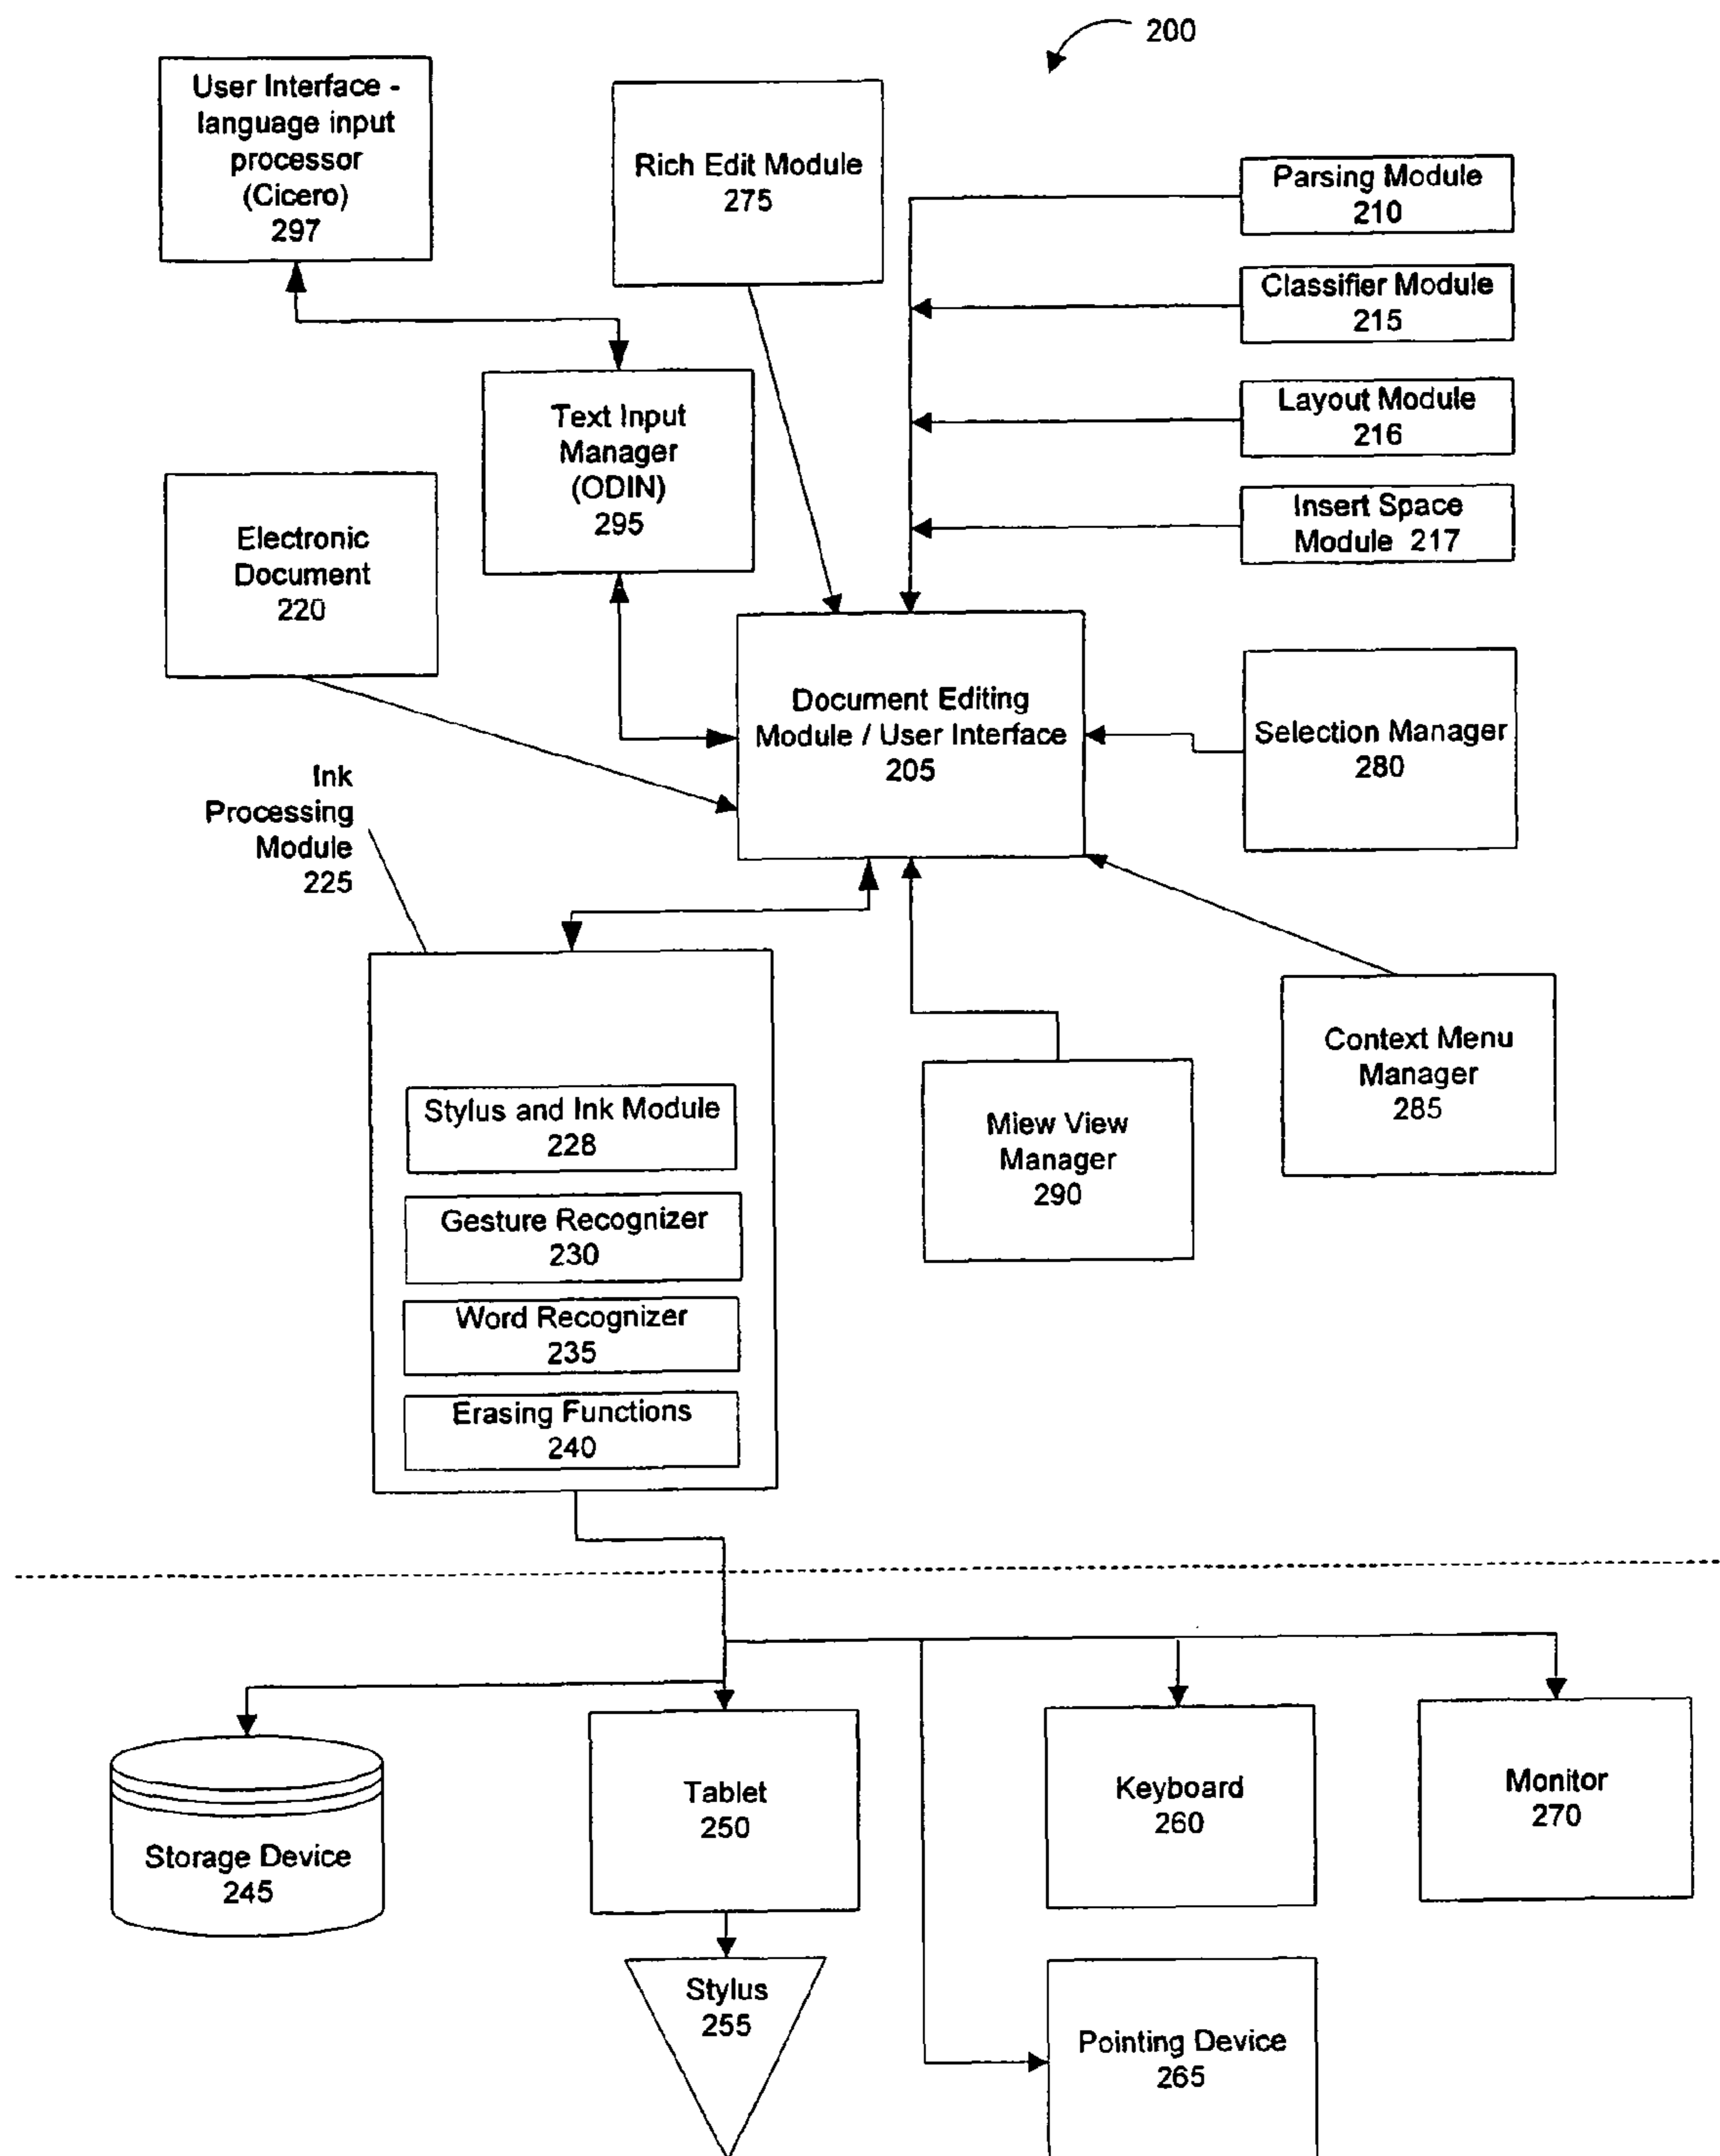 200
User Interface -
language input
processor
(Cicero)
297
Rich Edit Module
275
Parsing Module
210
Classifier Module
215
Layout Module
216
Insert Space
Module 217
Text Input
Manager
(ODIN)
295
Electronic
Document
220
Document Editing
Module / User Interface
205
Selection Manager
280
Ink
Processing
Module
225
Context Menu
Manager
285
Miew View
Manager
290
Stylus and Ink Module
228
Gesture Recognizer
230
Word Recognizer
235
Erasing Functions
240
Storage Device
245
Tablet
250
Keyboard
260
Monitor
270
Stylus
255
Pointing Device
265